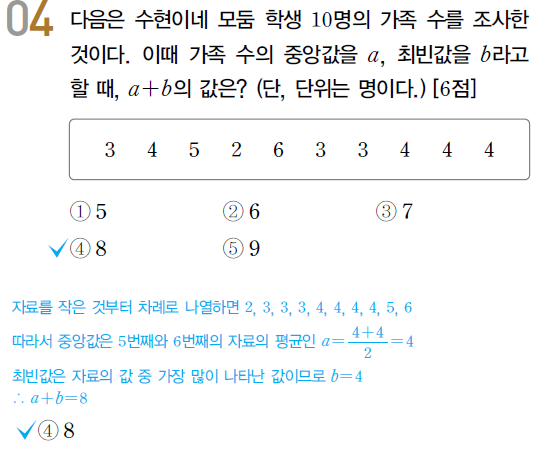 04 다음은 수현이네 모둠 학생 10명의 가족 수를 조사한
것이다. 이때 가족 수의 중앙값을 a, 최빈값을 b라고
할 때, a+b의 값은? (단, 단위는 명이다.) [6점]
3 4 5 2 6 3 3 4 4 4
① 5 ② 6 ③ 7
④ 8 ⑤ 9
자료를 작은 것부터 차례로 나열하면 2, 3, 3, 3, 4, 4, 4, 4, 5, 6
따라서 중앙값은 5번째와 6번째의 자료의 평균인 a=\frac{4+4}{2}=4
최빈값은 자료의 값 중 가장 많이 나타난 값이므로 b=4
∴ a+b=8
④ 8